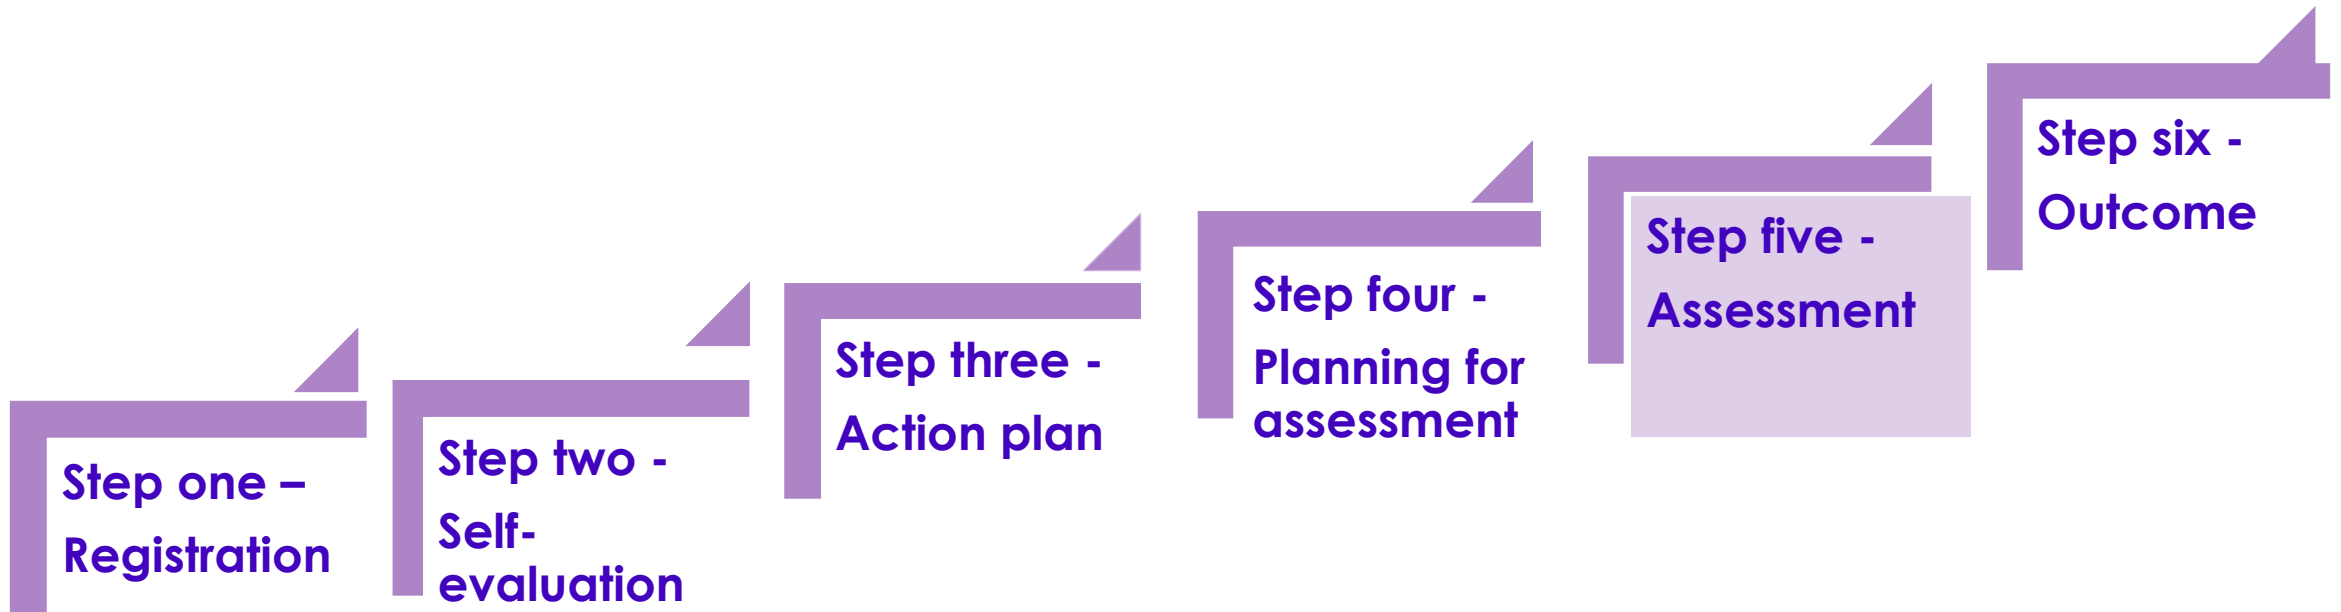 Step one –
Registration
Step two -
Self-
evaluation
Step three -
Action plan
Step four -
Planning for
assessment
Step five -
Assessment
Step six -
Outcome